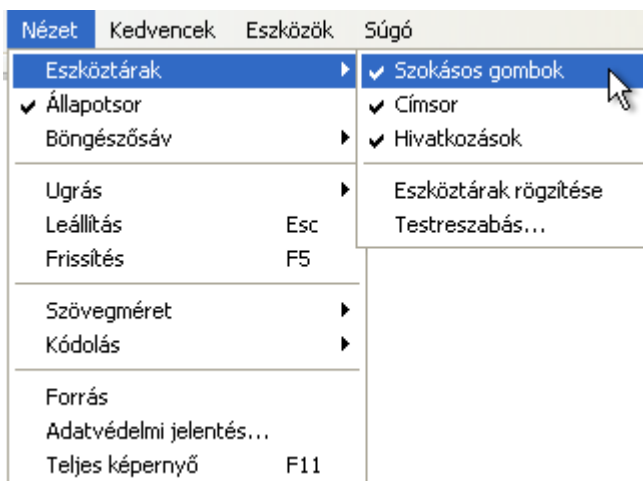 Nézet Kedvencek Eszközök Súgó
Eszköztárak
Állapotsor
Böngészősáv
Ugrás
Leállítás Esc
Frissítés F5
Szövegméret
Kódolás
Forrás
Adatvédelmi jelentés...
Teljes képernyő F11
Szokásos gombok
Címsor
Hivatkozások
Eszköztárak rögzítése
Testreszabás...